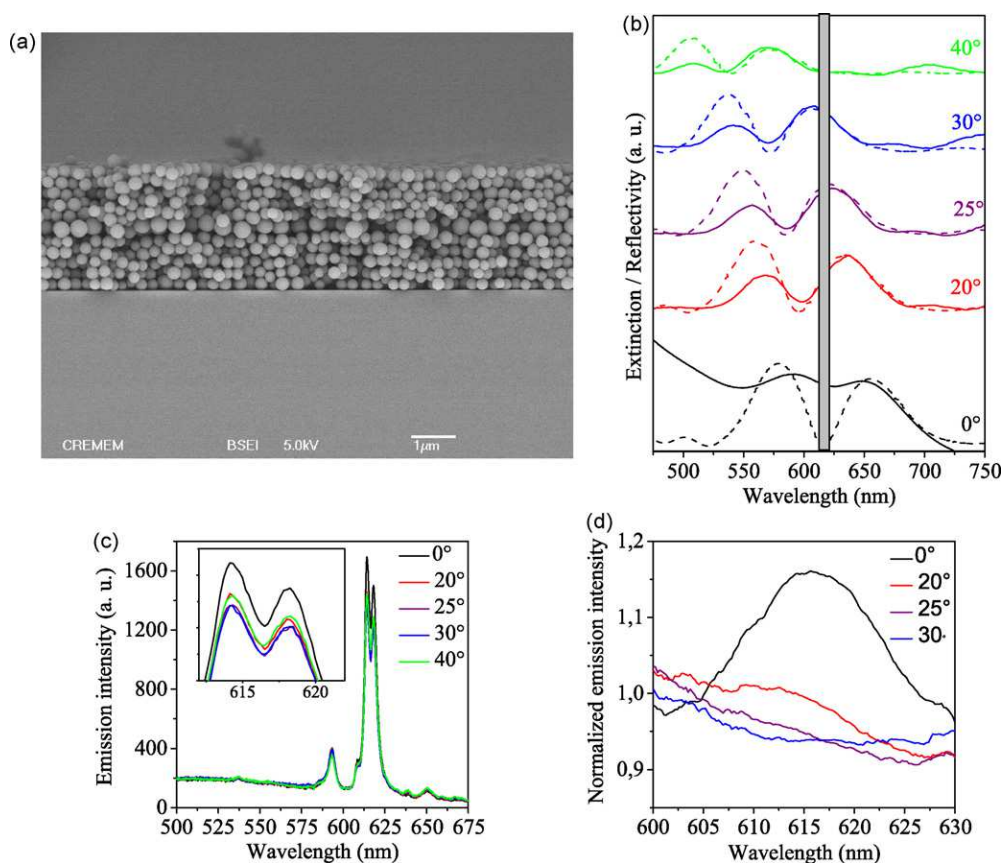 (a)
CREMEM BSEI 5.0kV 1µm
(b)
Extinction / Reflectivity (a. u.)
40°
30°
25°
20°
0°
500 550 600 650 700 750
Wavelength (nm)
(c)
Emission intensity (a. u.)
1600
1200
800
400
0
0°
20°
25°
30°
40°
615 620
500 525 550 575 600 625 650 675
Wavelength (nm)
(d)
Normalized emission intensity
1,2
1,1
1,0
0,9
0°
20°
25°
30·
600 605 610 615 620 625 630
Wavelength (nm)